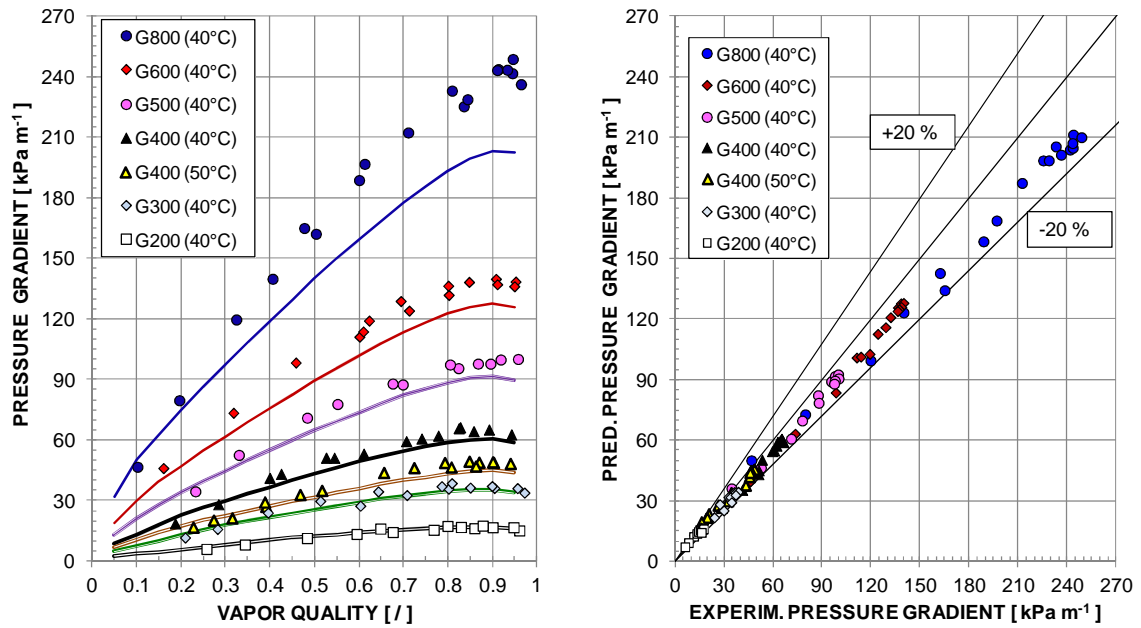 PRESSURE GRADIENT [ kPa m-1]
270
240
210
180
150
120
90
60
30
0
G800 (40°C)
G600 (40°C)
G500 (40°C)
G400 (40°C)
G400 (50°C)
G300 (40°C)
G200 (40°C)
0 0.1 0.2 0.3 0.4 0.5 0.6 0.7 0.8 0.9 1
VAPOR QUALITY [ / ]
PRED. PRESSURE GRADIENT [ kPa m-1]
270
240
210
180
150
120
90
60
30
0
G800 (40°C)
G600 (40°C)
G500 (40°C)
G400 (40°C)
G400 (50°C)
G300 (40°C)
G200 (40°C)
+20 %
-20 %
0 30 60 90 120 150 180 210 240 270
EXPERIM. PRESSURE GRADIENT [ kPa m-1]